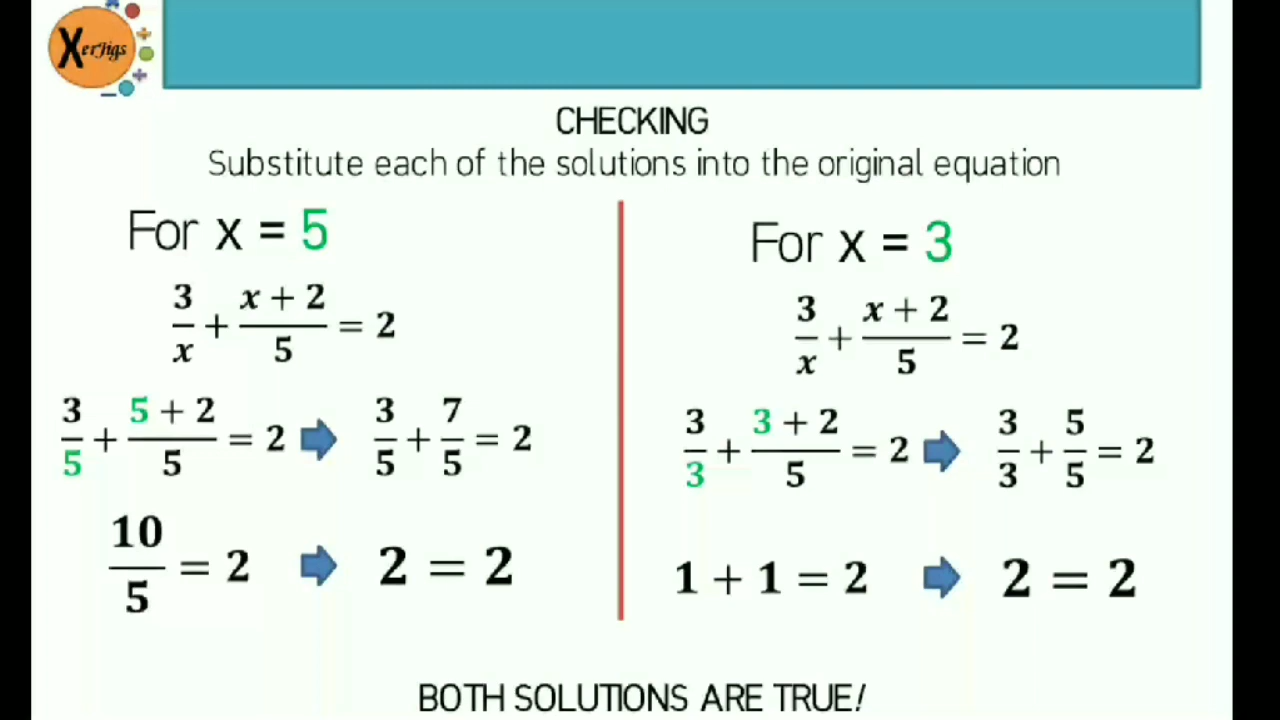 XerJigs
CHECKING
Substitute each of the solutions into the original equation
For x = 5
3/x + (x + 2)/5 = 2
3/5 + (5 + 2)/5 = 2 ➡ 3/5 + 7/5 = 2
10/5 = 2 ➡ 2 = 2
For x = 3
3/x + (x + 2)/5 = 2
3/3 + (3 + 2)/5 = 2 ➡ 3/3 + 5/5 = 2
1 + 1 = 2 ➡ 2 = 2
BOTH SOLUTIONS ARE TRUE!